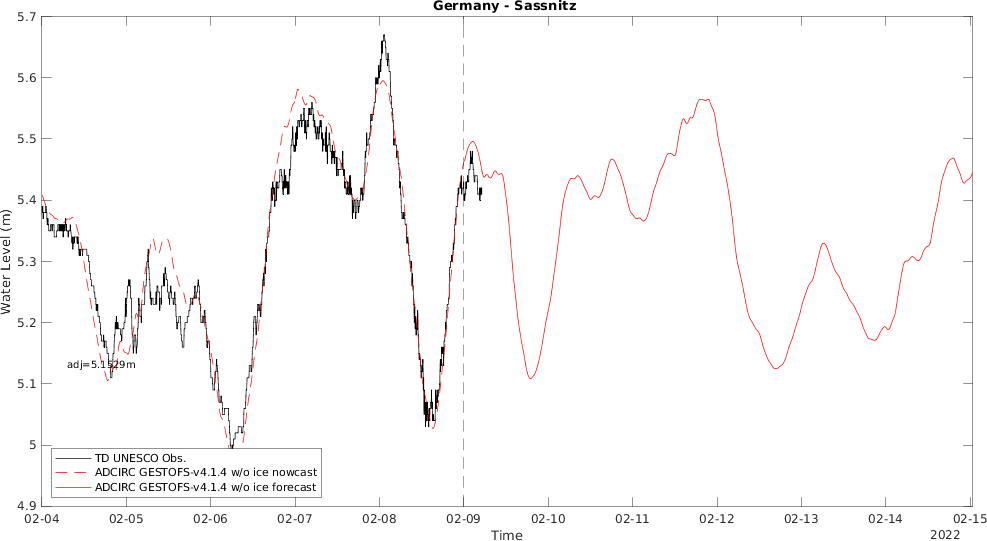 Germany - Sassnitz
5.7
5.6
5.5
5.4
5.3
5.2
5.1
5
4.9
Water Level (m)
adj=5.1529m
TD UNESCO Obs.
ADCIRC GESTOFS-v4.1.4 w/o ice nowcast
ADCIRC GESTOFS-v4.1.4 w/o ice forecast
02-04 02-05 02-06 02-07 02-08 02-09 02-10 02-11 02-12 02-13 02-14 02-15
Time
2022